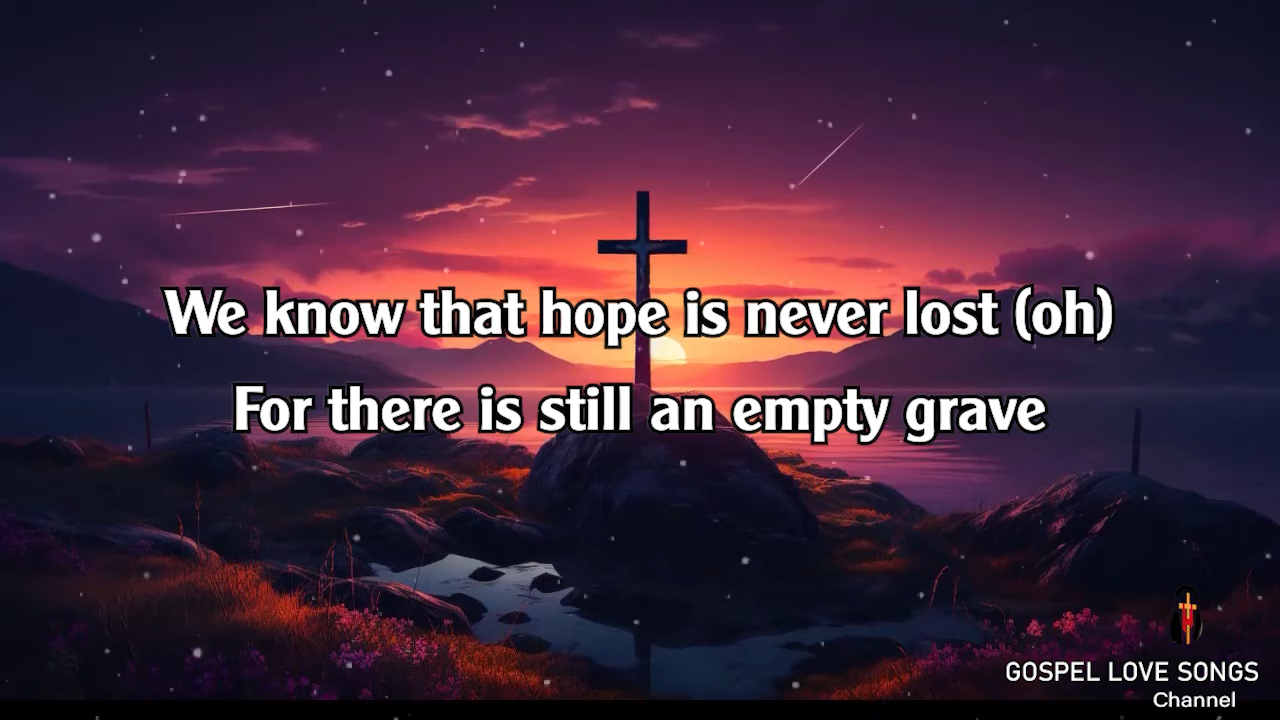 We know that hope is never lost (oh)
For there is still an empty grave
GOSPEL LOVE SONGS
Channel